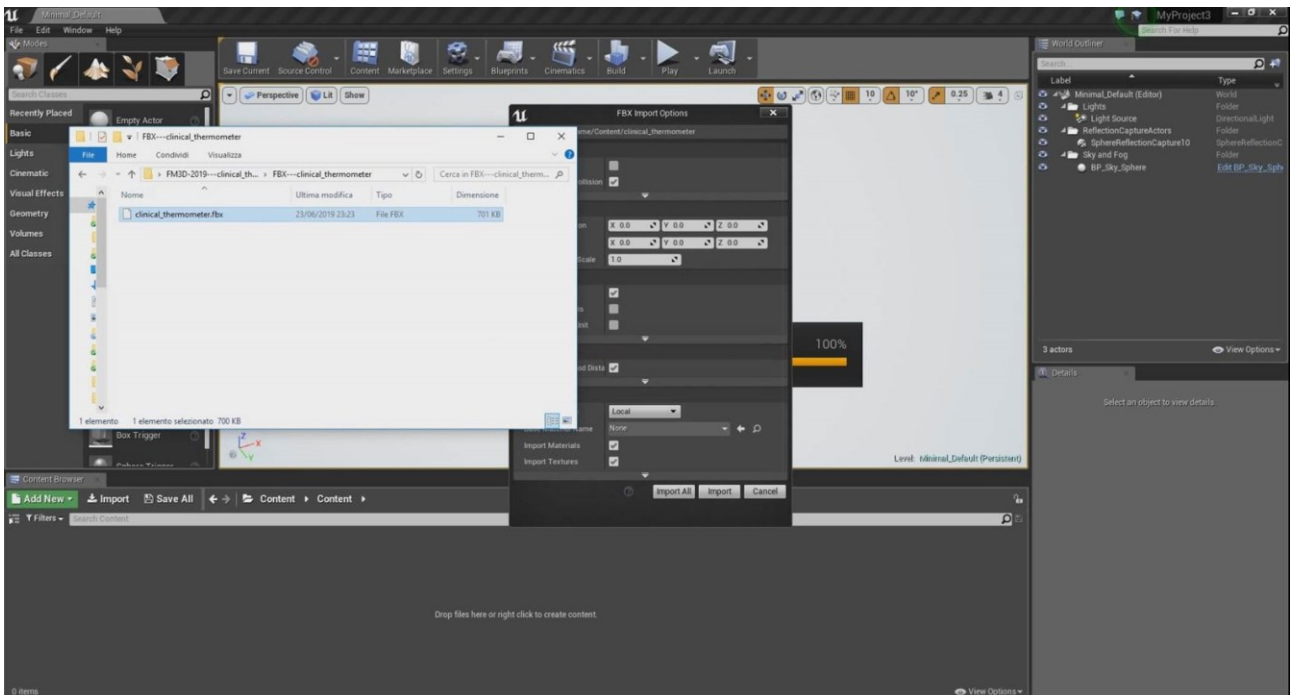 Minimal_Default
MyProject3
File Edit Window Help
Search For Help
Modes
Save Current Source Control Content Marketplace Settings Blueprints Cinematics Build Play Launch
World Outliner
Search...
Search Classes
Perspective Lit Show
10 10° 0.25 4
Label Type
Recently Placed
Empty Actor
Minimal_Default (Editor) World
Lights Folder
Light Source DirectionalLight
ReflectionCaptureActors Folder
SphereReflectionCapture10 SphereReflectionC
Sky and Fog Folder
BP_Sky_Sphere Edit BP_Sky_Sph
Basic
Lights
Cinematic
Visual Effects
Geometry
Volumes
All Classes
FBX---clinical_thermometer
File Home Condividi Visualizza
FM3D-2019---clinical_th... FBX---clinical_thermometer
Cerca in FBX---clinical_therm...
Nome Ultima modifica Tipo Dimensione
clinical_thermometer.fbx 23/06/2019 23:23 File FBX 701 KB
1 elemento 1 elemento selezionato 700 KB
FBX Import Options
ame/Content/clinical_thermometer
ollision
on X 0.0 Y 0.0 Z 0.0
X 0.0 Y 0.0 Z 0.0
Scale 1.0
Local
None
Import Materials
Import Textures
Import All Import Cancel
100%
3 actors View Options
Details
Select an object to view details.
Box Trigger
Z X Y
Level: Minimal_Default (Persistent)
Content Browser
Add New Import Save All Content Content
Filters Search Content
Drop files here or right click to create content.
0 items View Options